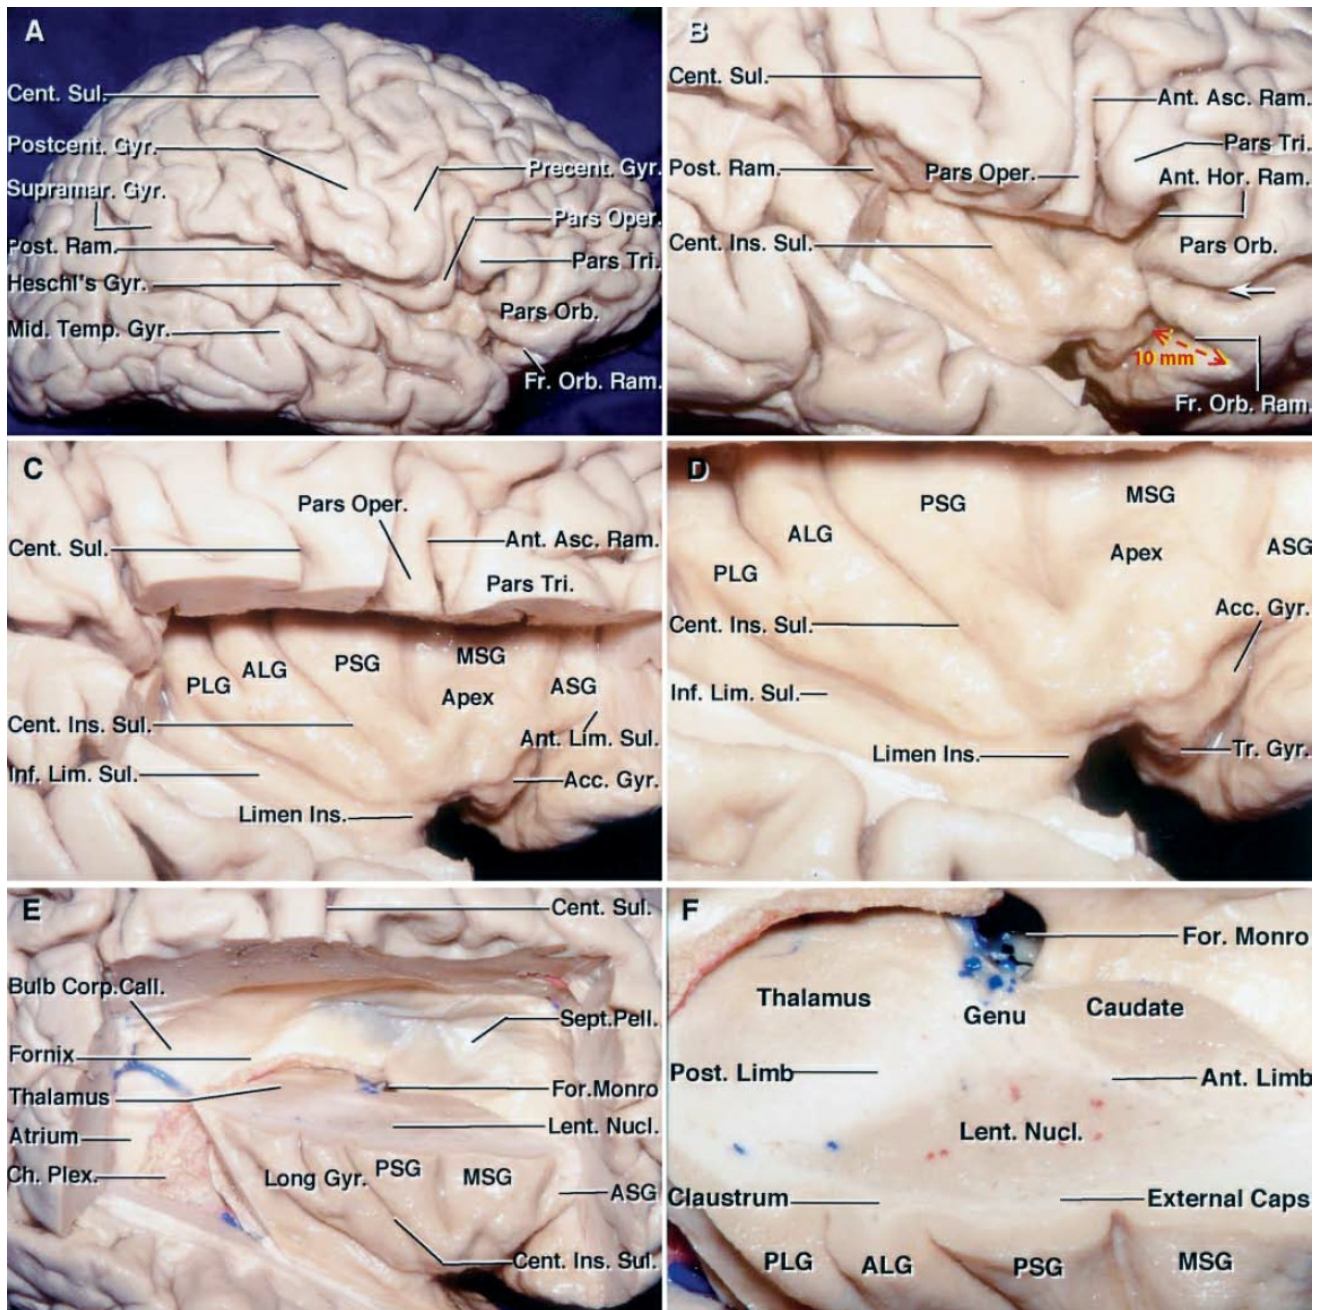 A
Cent. Sul.
Postcent. Gyr.
Supramar. Gyr.
Post. Ram.
Heschl's Gyr.
Mid. Temp. Gyr.
Precent. Gyr.
Pars Oper.
Pars Tri.
Pars Orb.
Fr. Orb. Ram.
B
Cent. Sul.
Post. Ram.
Cent. Ins. Sul.
Pars Oper.
Ant. Asc. Ram.
Pars Tri.
Ant. Hor. Ram.
Pars Orb.
10 mm
Fr. Orb. Ram.
C
Pars Oper.
Cent. Sul.
Ant. Asc. Ram.
Pars Tri.
PLG
ALG
PSG
MSG
Apex
ASG
Cent. Ins. Sul.
Ant. Lim. Sul.
Inf. Lim. Sul.
Acc. Gyr.
Limen Ins.
D
PSG
MSG
ALG
Apex
ASG
PLG
Acc. Gyr.
Cent. Ins. Sul.
Inf. Lim. Sul.
Limen Ins.
Tr. Gyr.
E
Cent. Sul.
Bulb Corp.Call.
Sept.Pell.
Fornix
Thalamus
For.Monro
Atrium
Lent. Nucl.
Ch. Plex.
Long Gyr.
PSG
MSG
ASG
Cent. Ins. Sul.
F
For. Monro
Thalamus
Genu
Caudate
Post. Limb
Ant. Limb
Lent. Nucl.
Claustrum
External Caps
PLG
ALG
PSG
MSG